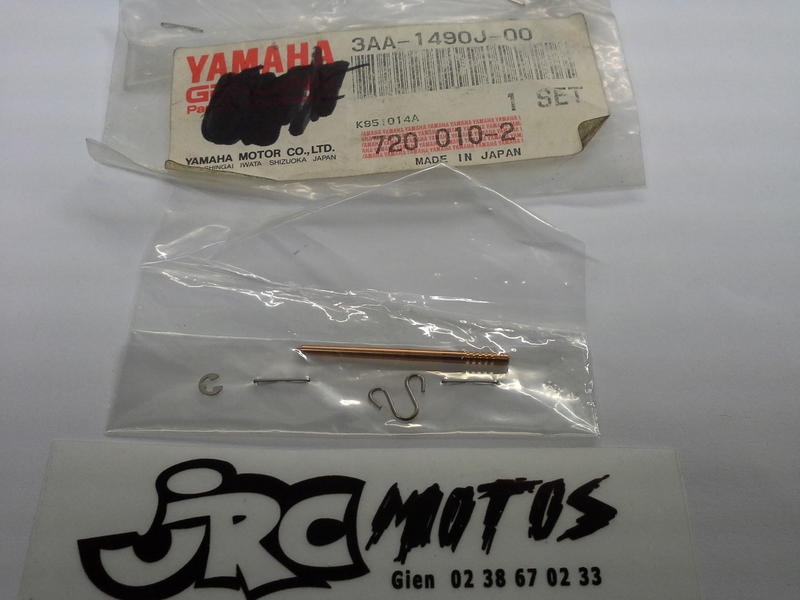 YAMAHA
3AA-1490J-00
1 SET
K95:014A
720 010-2
YAMAHA MOTOR CO.,LTD.
SHINGAI IWATA SHIZUOKA JAPAN
MADE IN JAPAN
JRC MOTOS
Gien 02 38 67 02 33